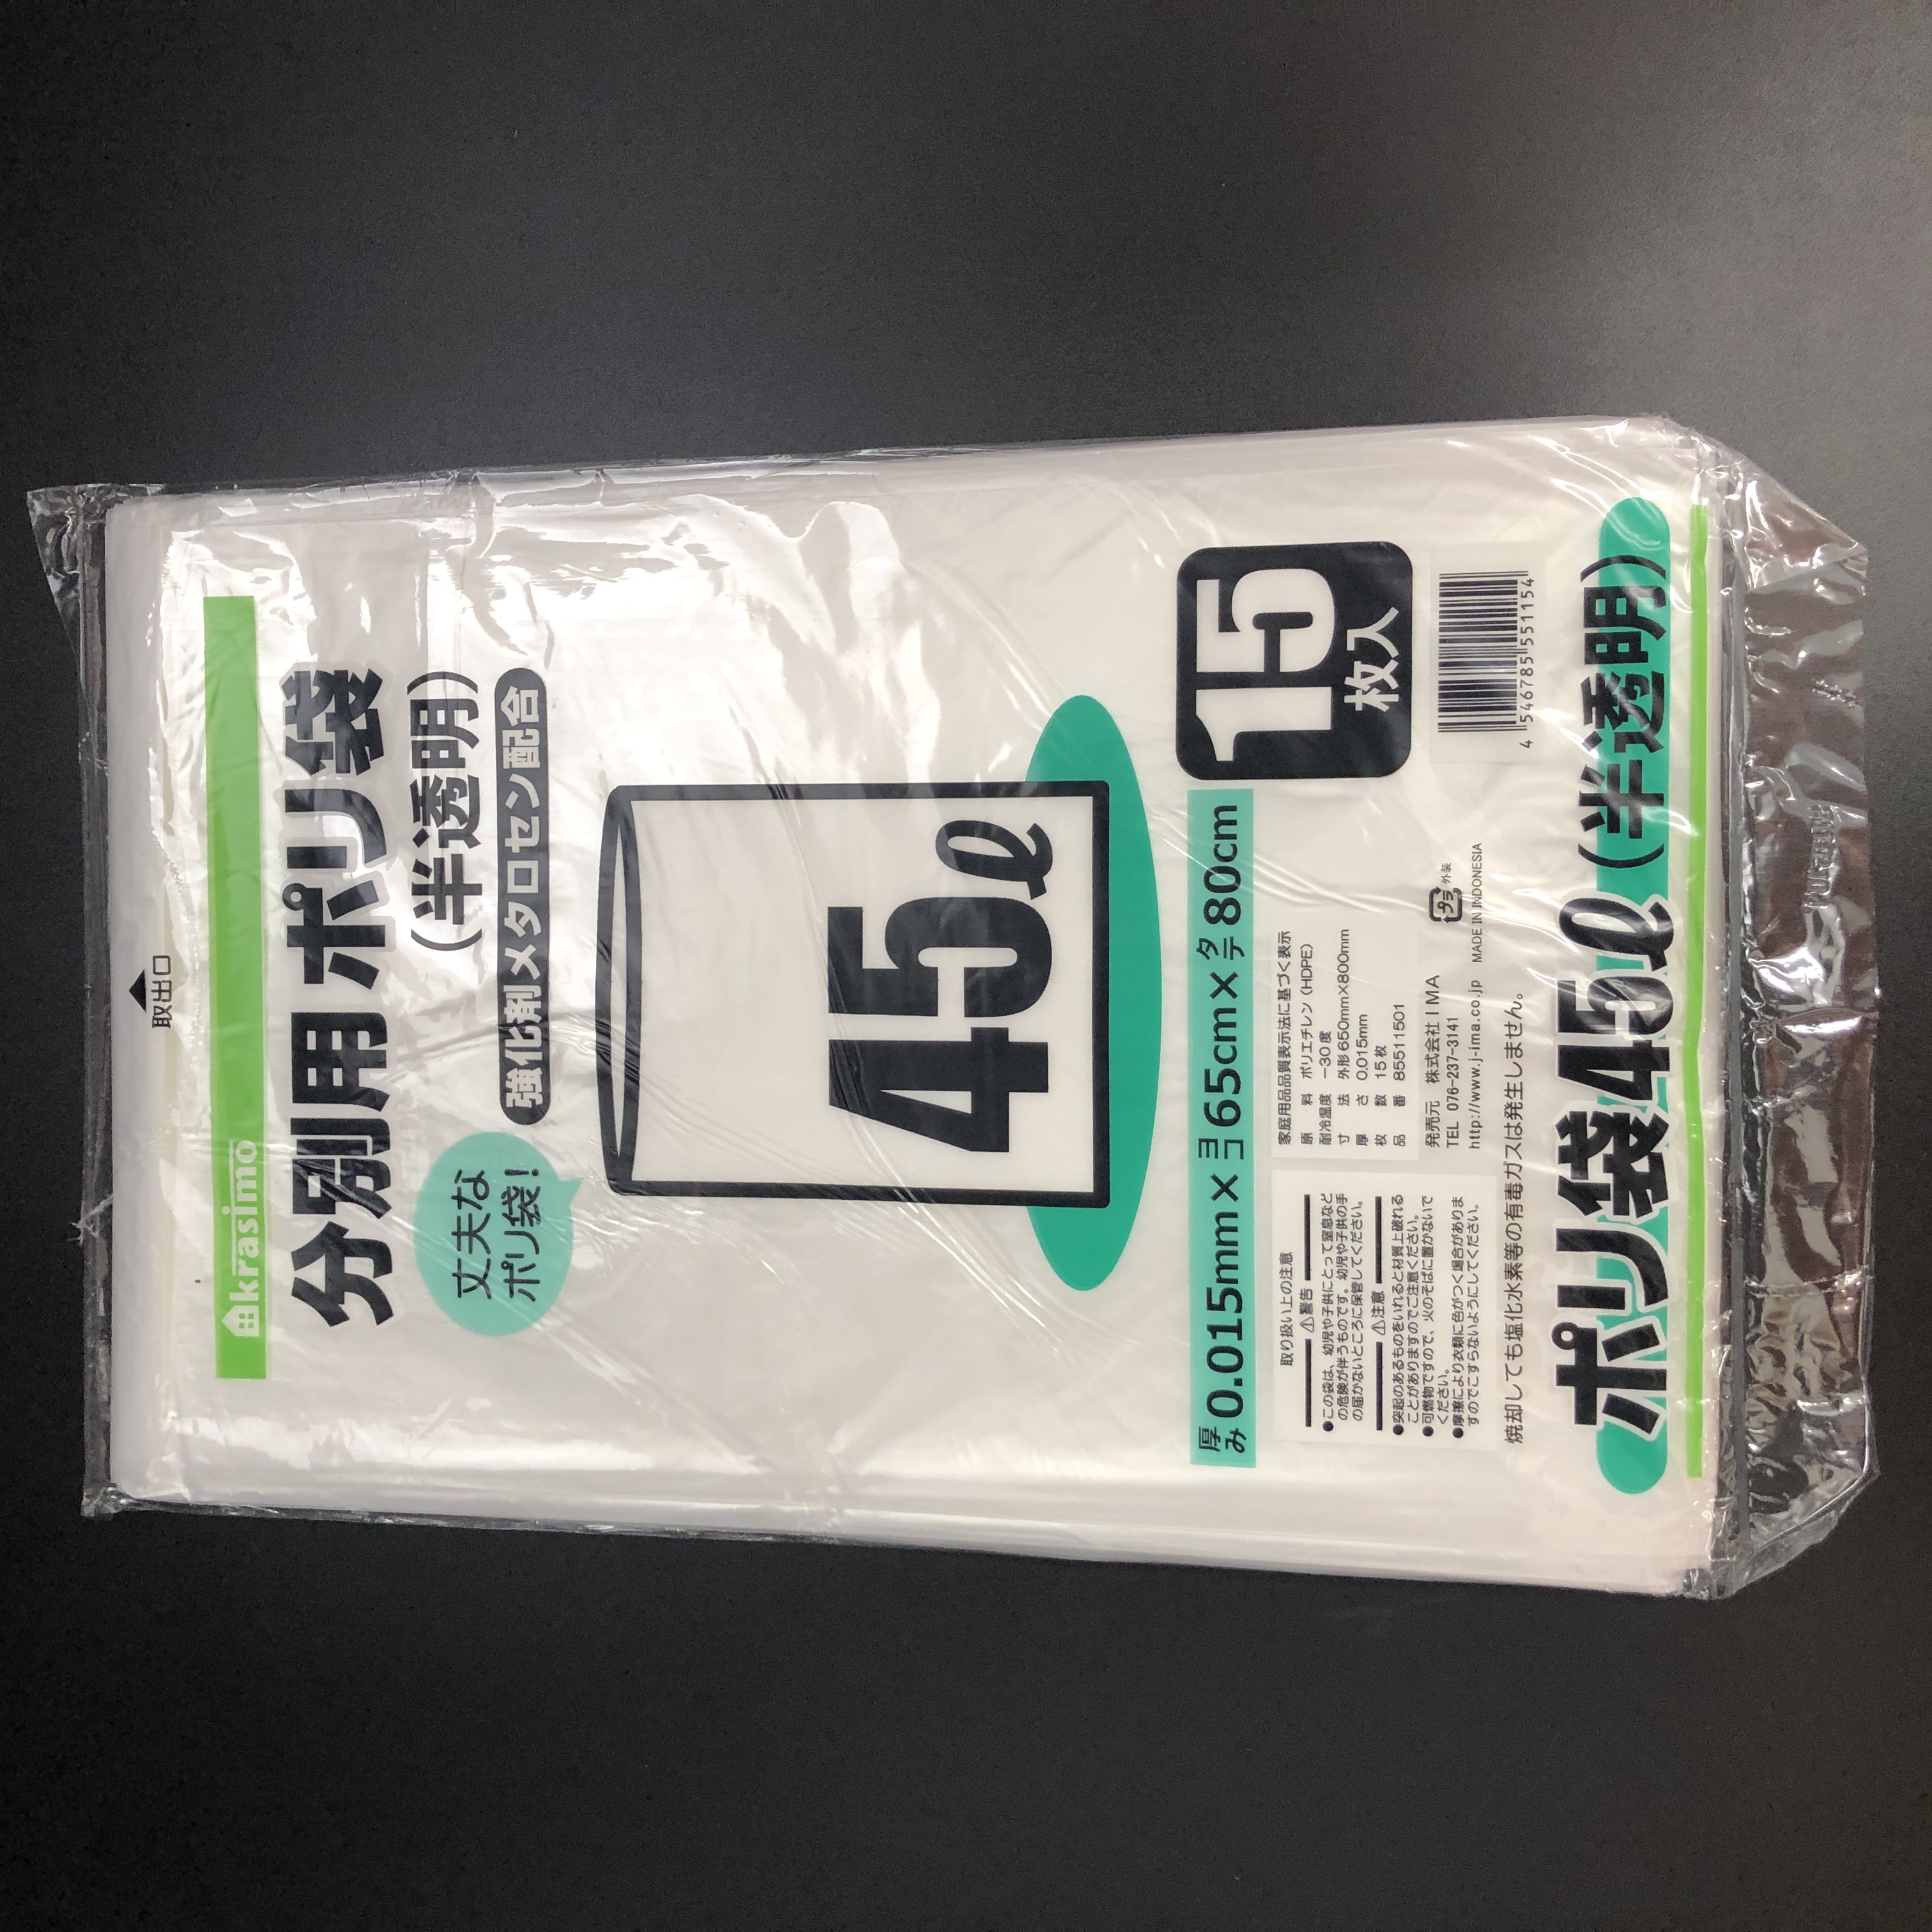 取出口
krasimo
分別用 ポリ袋
(半透明)
強化剤メタロセン配合
丈夫な
ポリ袋!
45ℓ
厚み0.015mm×ヨコ65cm×タテ80cm
15
枚入
取り扱い上の注意
⚠警告
●この袋は、幼児や子供にとって窒息など
の危険が伴うものです。幼児や子供の手
の届かないところに保管してください。
⚠注意
●突起のあるものをいれると材質上破れる
ことがありますのでご注意ください。
●可燃物ですので、火のそばに置かないで
ください。
●摩擦により衣類に色がつく場合がありま
すのでこすらないようにしてください。
家庭用品品質表示法に基づく表示
原料 ポリエチレン(HDPE)
耐冷温度 −30度
寸法 外形650mm×800mm
厚さ 0.015mm
枚数 15枚
品番 85511501
発売元 株式会社IMA
TEL 076-237-3141
http://www.j-ima.co.jp
プラ 外装
MADE IN INDONESIA
4 546785 551154
焼却しても塩化水素等の有毒ガスは発生しません。
ポリ袋45ℓ(半透明)